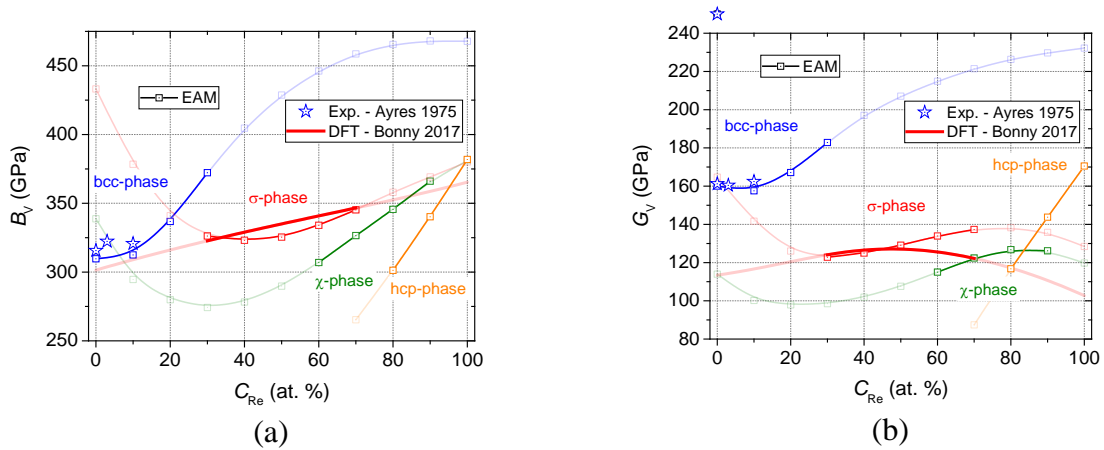 450
400
350
300
250
B_V (GPa)
EAM
Exp. - Ayres 1975
DFT - Bonny 2017
bcc-phase
σ-phase
χ-phase
hcp-phase
0 20 40 60 80 100
C_Re (at. %)
(a)
240
220
200
180
160
140
120
100
80
G_V (GPa)
EAM
Exp. - Ayres 1975
DFT - Bonny 2017
bcc-phase
hcp-phase
σ-phase
χ-phase
0 20 40 60 80 100
C_Re (at. %)
(b)